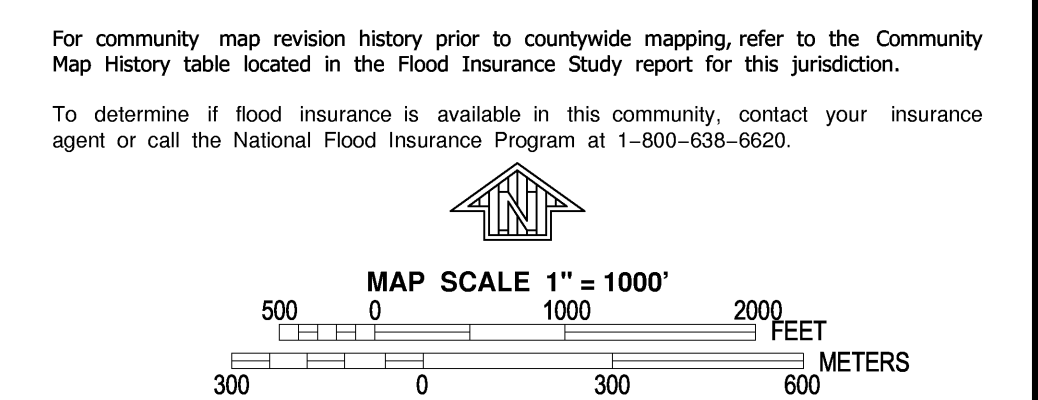 For community map revision history prior to countywide mapping, refer to the Community
Map History table located in the Flood Insurance Study report for this jurisdiction.
To determine if flood insurance is available in this community, contact your insurance
agent or call the National Flood Insurance Program at 1–800–638–6620.
N
MAP SCALE 1" = 1000'
500 0 1000 2000
FEET
METERS
300 0 300 600